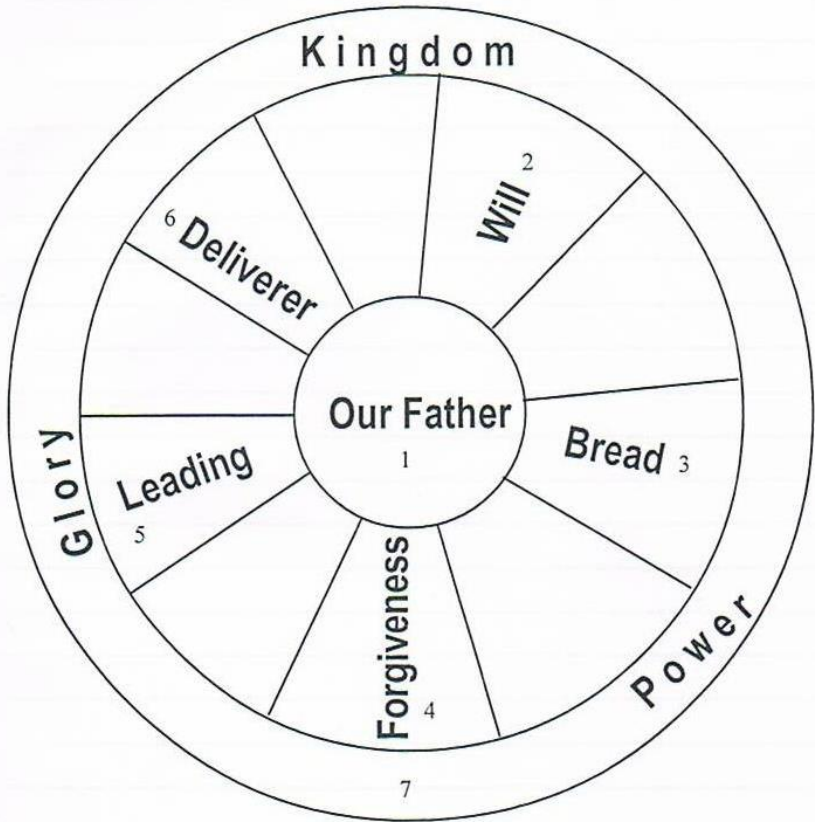 Kingdom
Will 2
6 Deliverer
Our Father
1
Bread 3
Leading
5
Glory
Forgiveness 4
Power
7